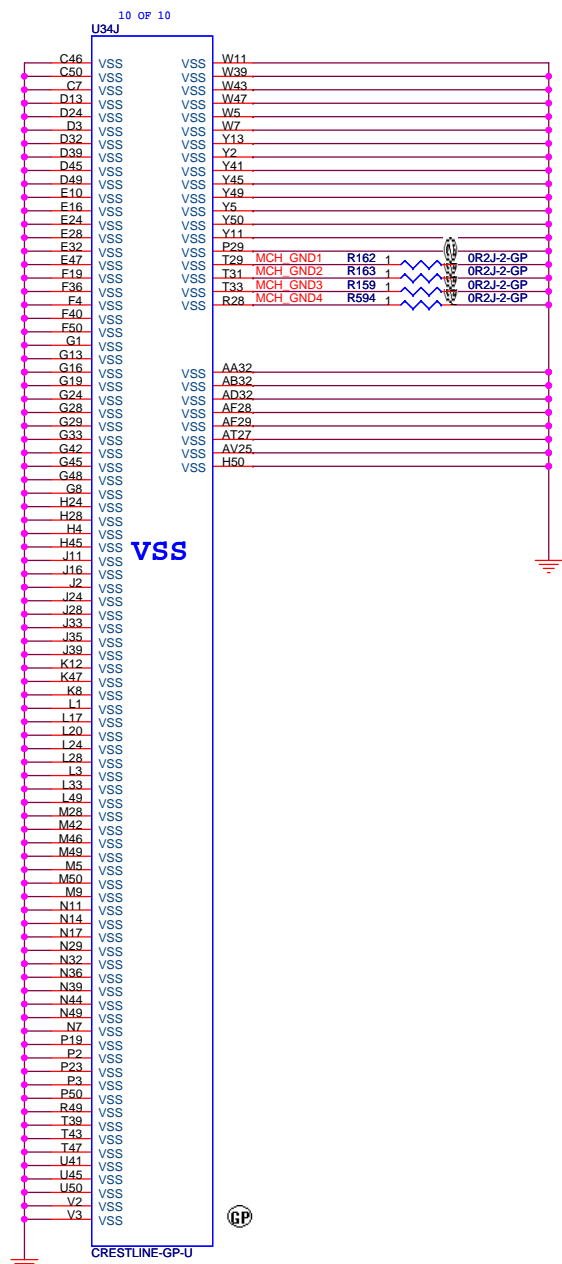 10 OF 10
U34J
C46 VSS VSS W11
C50 VSS VSS W39
C7 VSS VSS W43
D13 VSS VSS W47
D24 VSS VSS W5
D3 VSS VSS W7
D32 VSS VSS Y13
D39 VSS VSS Y2
D45 VSS VSS Y41
D49 VSS VSS Y45
E10 VSS VSS Y49
E16 VSS VSS Y5
E24 VSS VSS Y50
E28 VSS VSS Y11
E32 VSS VSS P29
E47 VSS VSS T29 MCH_GND1 R162 1 0R2J-2-GP
F19 VSS VSS T31 MCH_GND2 R163 1 0R2J-2-GP
F36 VSS VSS T33 MCH_GND3 R159 1 0R2J-2-GP
F4 VSS VSS R28 MCH_GND4 R594 1 0R2J-2-GP
F40 VSS
F50 VSS
G1 VSS
G13 VSS
G16 VSS VSS AA32
G19 VSS VSS AB32
G24 VSS VSS AD32
G28 VSS VSS AF28
G29 VSS VSS AF29
G33 VSS VSS AT27
G42 VSS VSS AV25
G45 VSS VSS H50
G48 VSS
G8 VSS
H24 VSS
H28 VSS
H4 VSS
H45 VSS
VSS
J11 VSS
J16 VSS
J2 VSS
J24 VSS
J28 VSS
J33 VSS
J35 VSS
J39 VSS
K12 VSS
K47 VSS
K8 VSS
L1 VSS
L17 VSS
L20 VSS
L24 VSS
L28 VSS
L3 VSS
L33 VSS
L49 VSS
M28 VSS
M42 VSS
M46 VSS
M49 VSS
M5 VSS
M50 VSS
M9 VSS
N11 VSS
N14 VSS
N17 VSS
N29 VSS
N32 VSS
N36 VSS
N39 VSS
N44 VSS
N49 VSS
N7 VSS
P19 VSS
P2 VSS
P23 VSS
P3 VSS
P50 VSS
R49 VSS
T39 VSS
T43 VSS
T47 VSS
U41 VSS
U45 VSS
U50 VSS
V2 VSS
V3 VSS
GP
CRESTLINE-GP-U